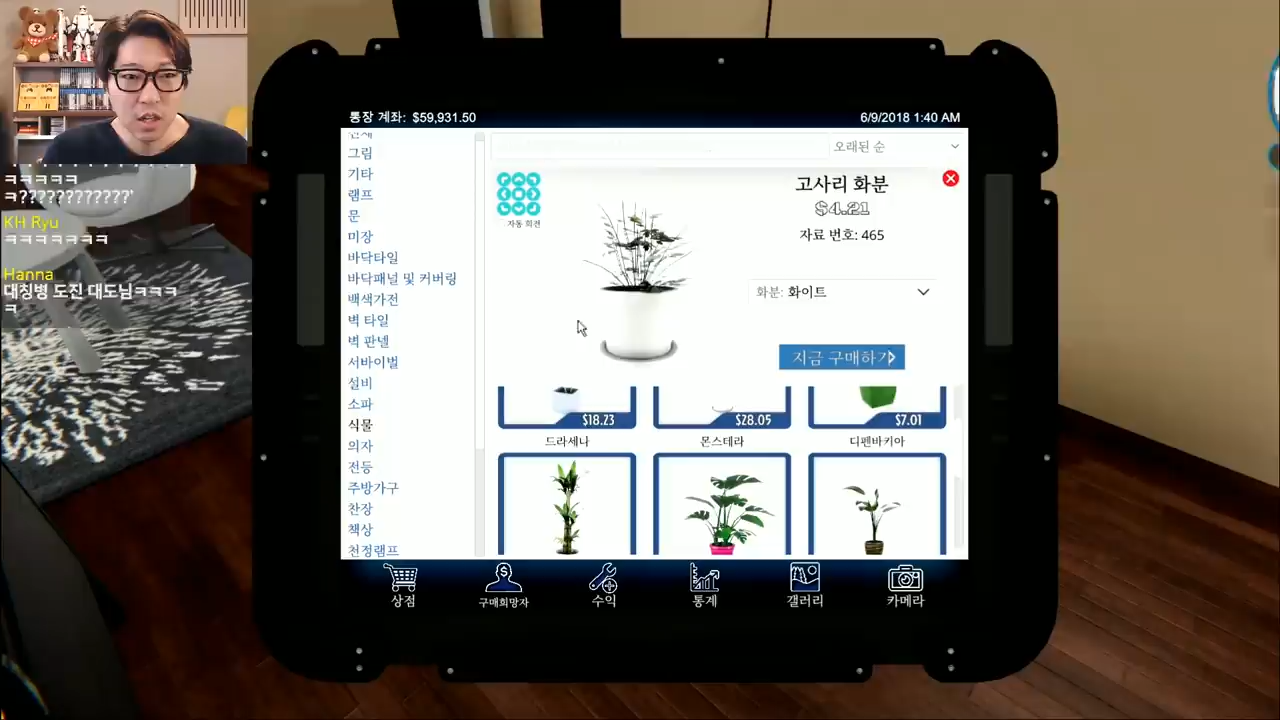 통장 계좌: $59,931.50
6/9/2018 1:40 AM
그림
기타
램프
문
미장
바닥타일
바닥패널 및 커버링
백색가전
벽 타일
벽 판넬
서바이벌
설비
소파
식물
의자
전등
주방가구
찬장
책상
천정램프
오래된 순
자동 회전
고사리 화분
$4.21
자료 번호: 465
화분: 화이트
지금 구매하기
$18.23
$28.05
$7.01
드라세나
몬스테라
디펜바키아
상점
구매희망자
수익
통계
갤러리
카메라
ㅋㅋㅋㅋㅋ
ㅋ????????????'
KH Ryu
ㅋㅋㅋㅋㅋㅋㅋ
Hanna
대칭병 도진 대도님ㅋㅋㅋ
ㅋ